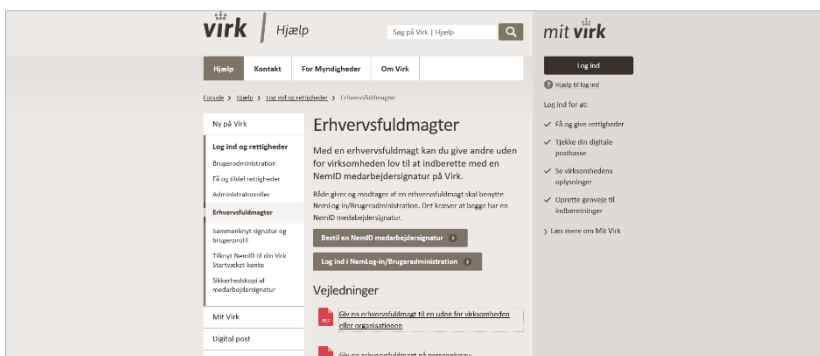 virk | Hjælp
Søg på Virk | Hjælp
Hjælp Kontakt For Myndigheder Om Virk
Forside > Hjælp > Log ind og rettigheder > Erhvervsfuldmagter
Ny på Virk
Log ind og rettigheder
Brugeradministration
Få og tildel rettigheder
Administratorroller
Erhvervsfuldmagter
Sammenknyt signatur og
brugerprofil
Tilknyt NemID til din Virk
Startvækst-konto
Sikkerhedskopi af
medarbejdersignatur
Mit Virk
Digital post
Erhvervsfuldmagter
Med en erhvervsfuldmagt kan du give andre uden
for virksomheden lov til at indberette med en
NemID medarbejdersignatur på Virk.
Både giver og modtager af en erhvervsfuldmagt skal benytte
NemLog-in/Brugeradministration. Det kræver at begge har en
NemID medabejdersignatur.
Bestil en NemID medarbejdersignatur
Log ind i NemLog-in/Brugeradministration
Vejledninger
PDF
Giv en erhvervsfuldmagt til en uden for virksomheden
eller organisationen
Giv en erhvervsfuldmagt på personniveau
mit virk
Log ind
Hjælp til log ind
Log ind for at:
Få og give rettigheder
Tjekke din digitale
postkasse
Se virksomhedens
oplysninger
Oprette genveje til
indberetninger
Læs mere om Mit Virk